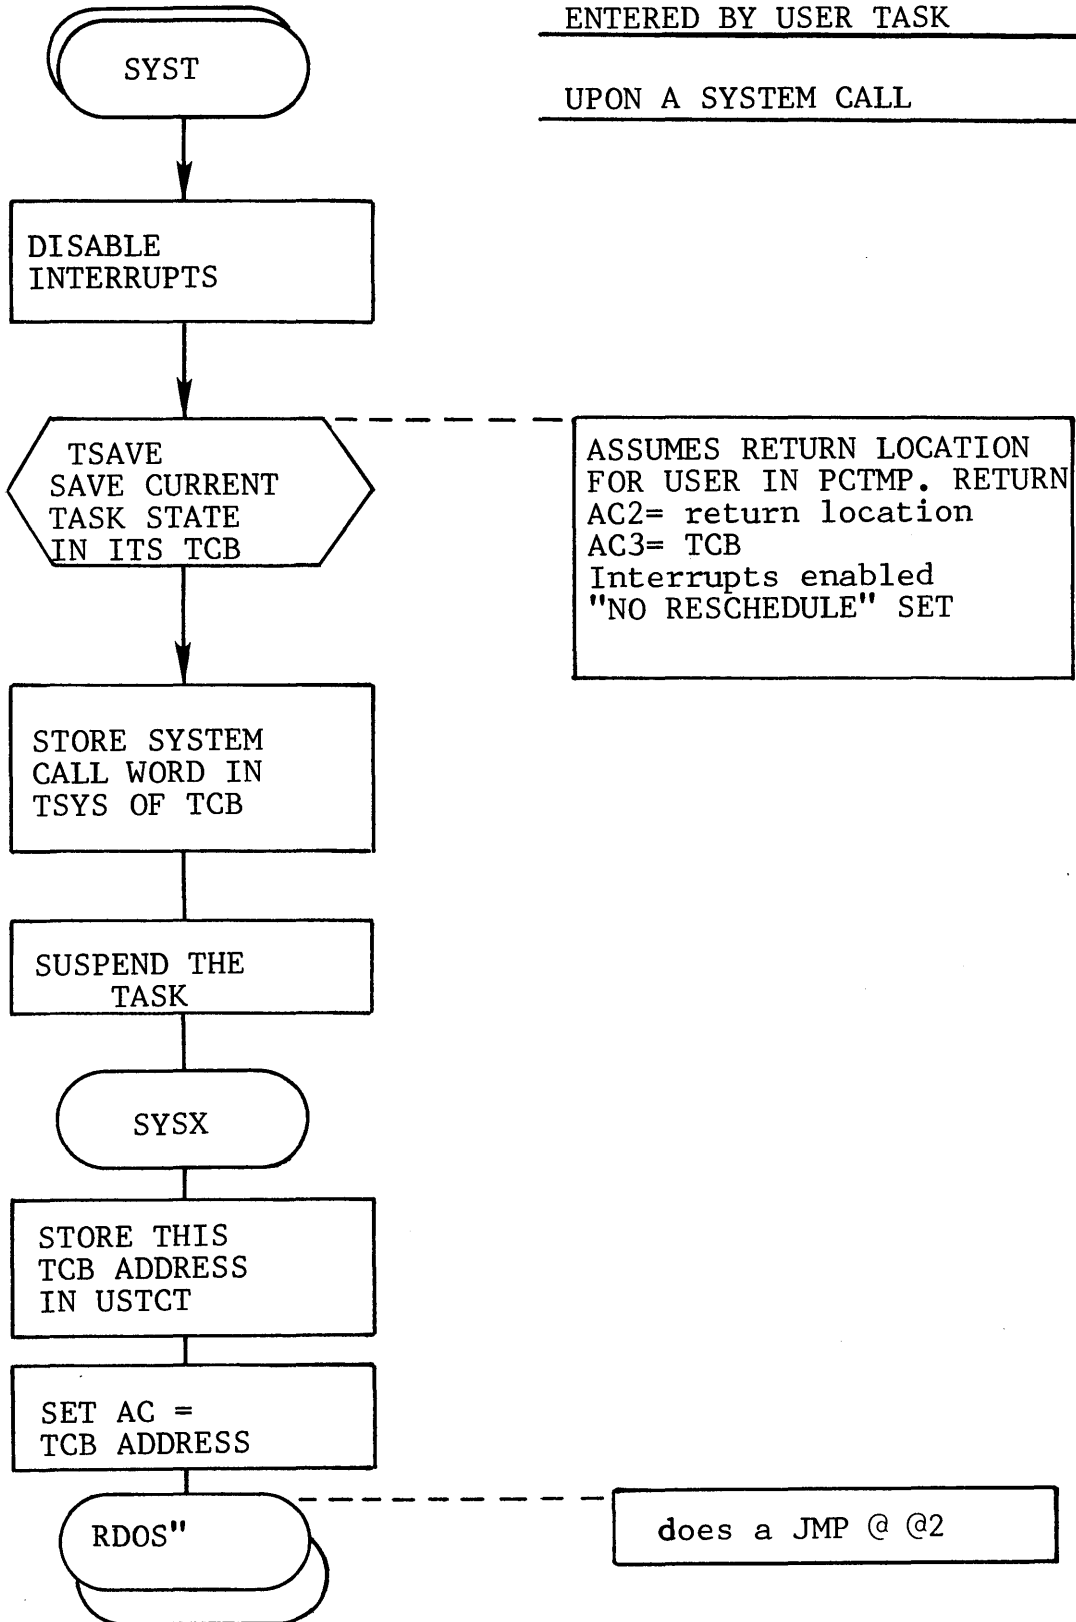 ENTERED BY USER TASK
UPON A SYSTEM CALL
SYST
DISABLE
INTERRUPTS
TSAVE
SAVE CURRENT
TASK STATE
IN ITS TCB
ASSUMES RETURN LOCATION
FOR USER IN PCTMP. RETURN
AC2= return location
AC3= TCB
Interrupts enabled
"NO RESCHEDULE" SET
STORE SYSTEM
CALL WORD IN
TSYS OF TCB
SUSPEND THE
TASK
SYSX
STORE THIS
TCB ADDRESS
IN USTCT
SET AC =
TCB ADDRESS
RDOS"
does a JMP @ @2